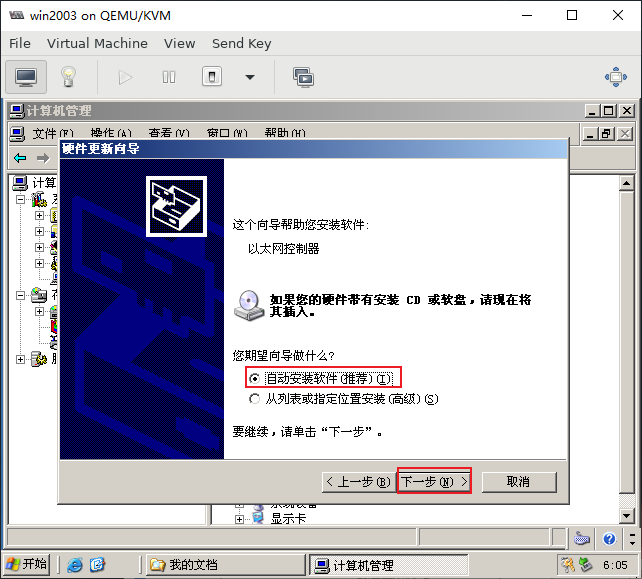 win2003 on QEMU/KVM
File Virtual Machine View Send Key
计算机管理
文件(F) 操作(A) 查看(V) 窗口(W) 帮助(H)
硬件更新向导
计算
这个向导帮助您安装软件:
以太网控制器
如果您的硬件带有安装 CD 或软盘，请现在将
其插入。
您期望向导做什么?
自动安装软件(推荐)(I)
从列表或指定位置安装(高级)(S)
要继续，请单击“下一步”。
< 上一步(B) 下一步(N) > 取消
系统设备
显示卡
开始 我的文档 计算机管理 6:05